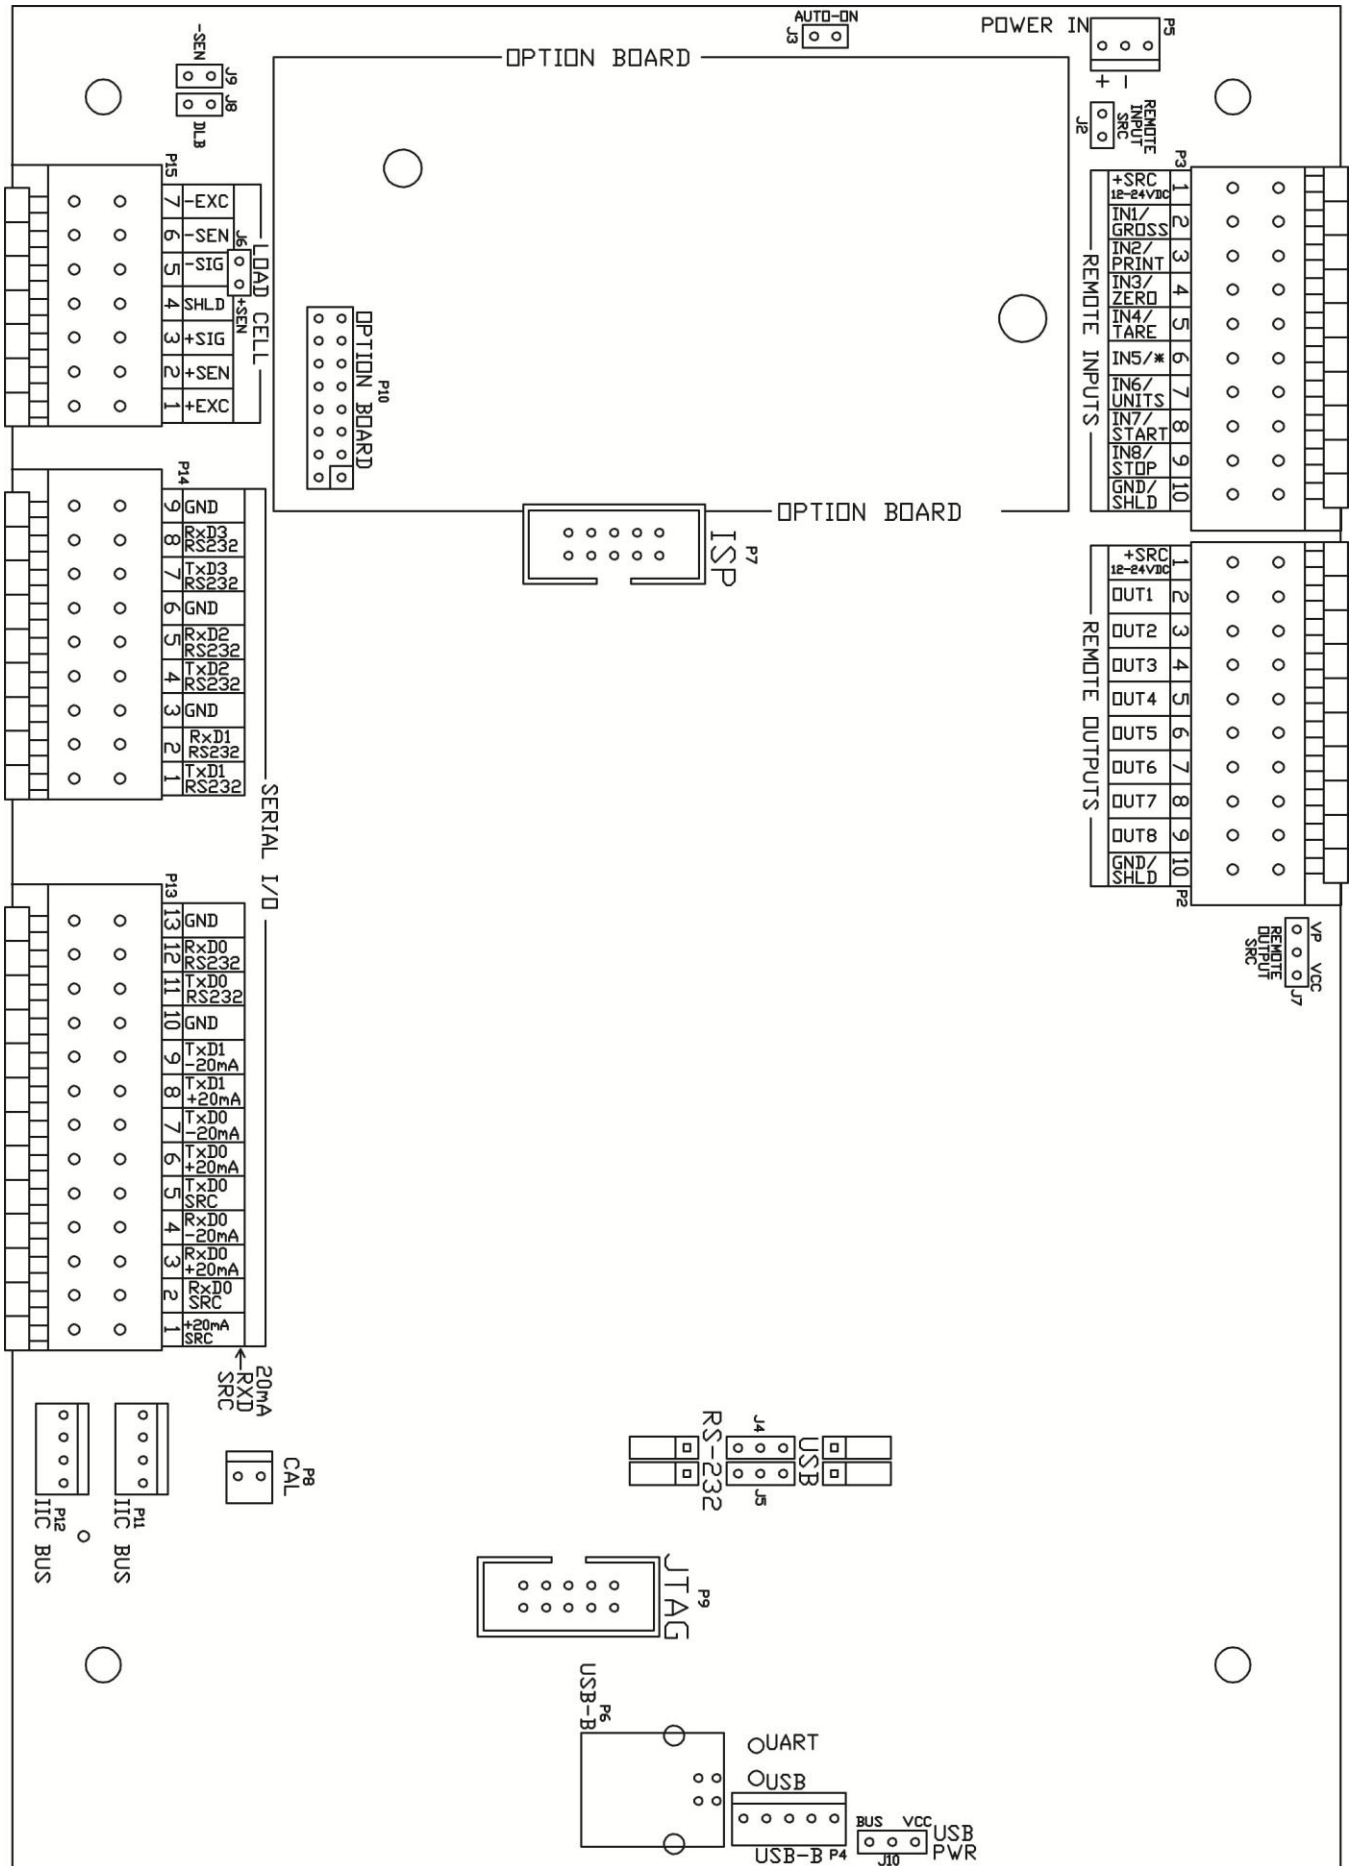 AUTO-ON
J3
POWER IN
P5
+ -
-SEN
J9
J8
DLB
OPTION BOARD
J2
REMOTE
INPUT
SRC
P15
7 -EXC
6 -SEN
5 -SIG
4 SHLD
3 +SIG
2 +SEN
1 +EXC
J6
+SEN
LOAD CELL
OPTION BOARD
P10
P3
+SRC
12-24VDC 1
IN1/
GROSS 2
IN2/
PRINT 3
IN3/
ZERO 4
IN4/
TARE 5
IN5/* 6
IN6/
UNITS 7
IN7/
START 8
IN8/
STOP 9
GND/
SHLD 10
REMOTE INPUTS
OPTION BOARD
P7
ISP
P14
9 GND
8 RxD3
RS232
7 TxD3
RS232
6 GND
5 RxD2
RS232
4 TxD2
RS232
3 GND
2 RxD1
RS232
1 TxD1
RS232
SERIAL I/O
+SRC
12-24VDC 1
OUT1 2
OUT2 3
OUT3 4
OUT4 5
OUT5 6
OUT6 7
OUT7 8
OUT8 9
GND/
SHLD 10
P2
REMOTE OUTPUTS
VP VCC
REMOTE
OUTPUT
SRC
J7
P13
13 GND
12 RxD0
RS232
11 TxD0
RS232
10 GND
9 TxD1
-20mA
8 TxD1
+20mA
7 TxD0
-20mA
6 TxD0
+20mA
5 TxD0
SRC
4 RxD0
-20mA
3 RxD0
+20mA
2 RxD0
SRC
1 +20mA
SRC
20mA
RXD
SRC
P8
CAL
P12
IIC BUS
P11
IIC BUS
RS-232
J4
J5
USB
JTAG
P9
USB-B
P6
UART
USB
USB-B P4
BUS VCC
J10
USB
PWR